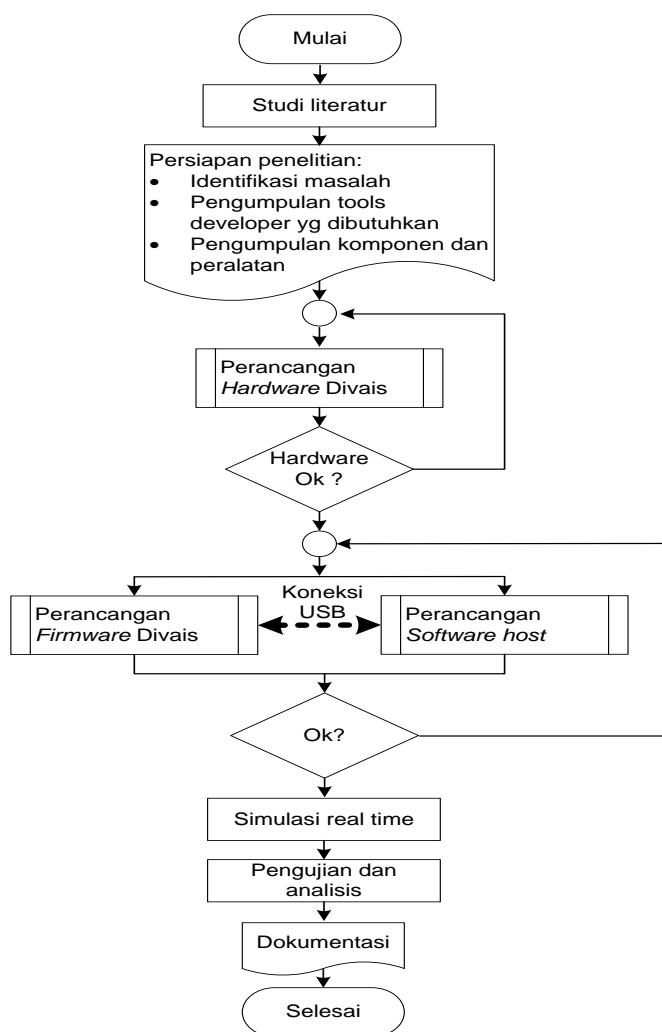 Mulai
Studi literatur
Persiapan penelitian:
• Identifikasi masalah
• Pengumpulan tools
developer yg dibutuhkan
• Pengumpulan komponen dan
peralatan
Perancangan
Hardware Divais
Hardware
Ok ?
Koneksi
USB
Perancangan
Firmware Divais
Perancangan
Software host
Ok?
Simulasi real time
Pengujian dan
analisis
Dokumentasi
Selesai